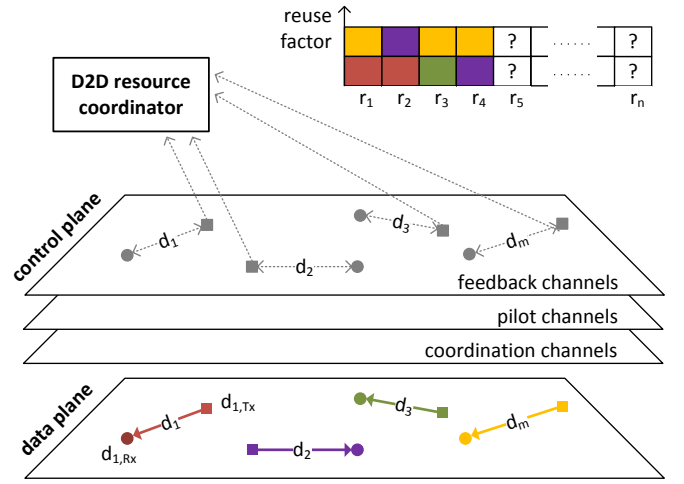 reuse
factor
? ...... ?
? ...... ?
r1 r2 r3 r4 r5 rn
D2D resource
coordinator
control plane
d1
d2
d3
dm
feedback channels
pilot channels
coordination channels
data plane
d1,Tx
d1
d1,Rx
d2
d3
dm